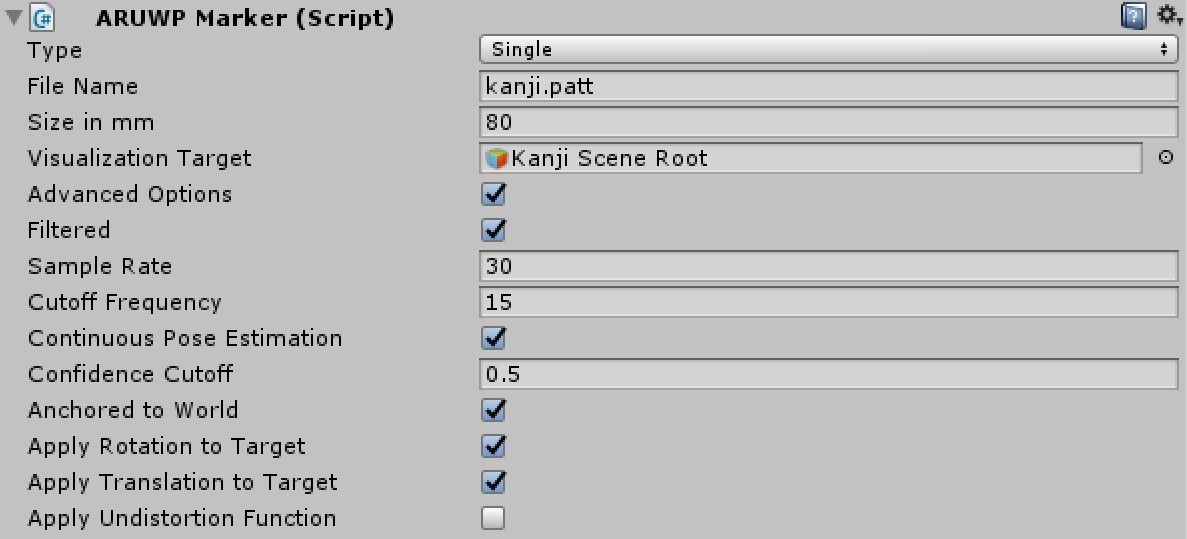 ARUWP Marker (Script)
Type Single
File Name kanji.patt
Size in mm 80
Visualization Target Kanji Scene Root
Advanced Options
Filtered
Sample Rate 30
Cutoff Frequency 15
Continuous Pose Estimation
Confidence Cutoff 0.5
Anchored to World
Apply Rotation to Target
Apply Translation to Target
Apply Undistortion Function